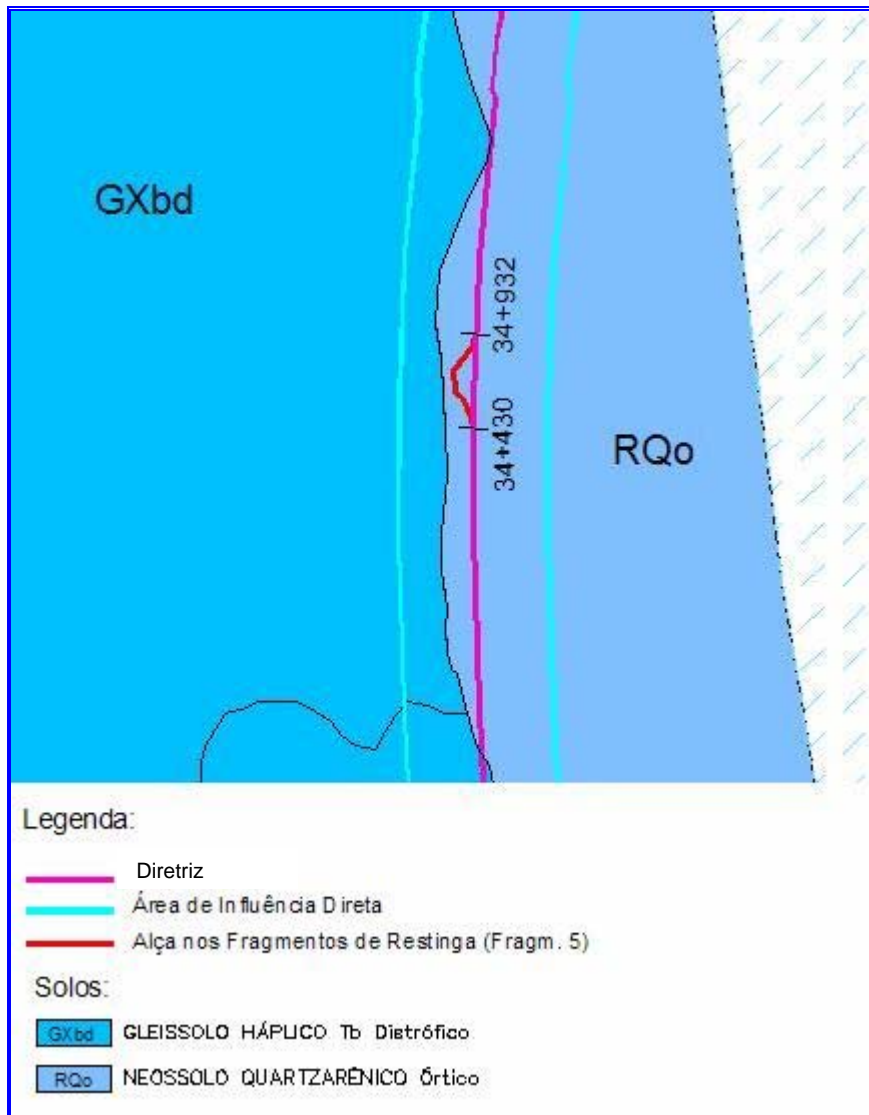 GXbd
34+932
34+430
RQo
Legenda:
Diretriz
Área de Influência Direta
Alça nos Fragmentos de Restinga (Fragm. 5)
Solos:
GXbd GLEISSOLO HÁPLICO Tb Distrófico
RQo NEOSSOLO QUARTZARÊNICO Órtico